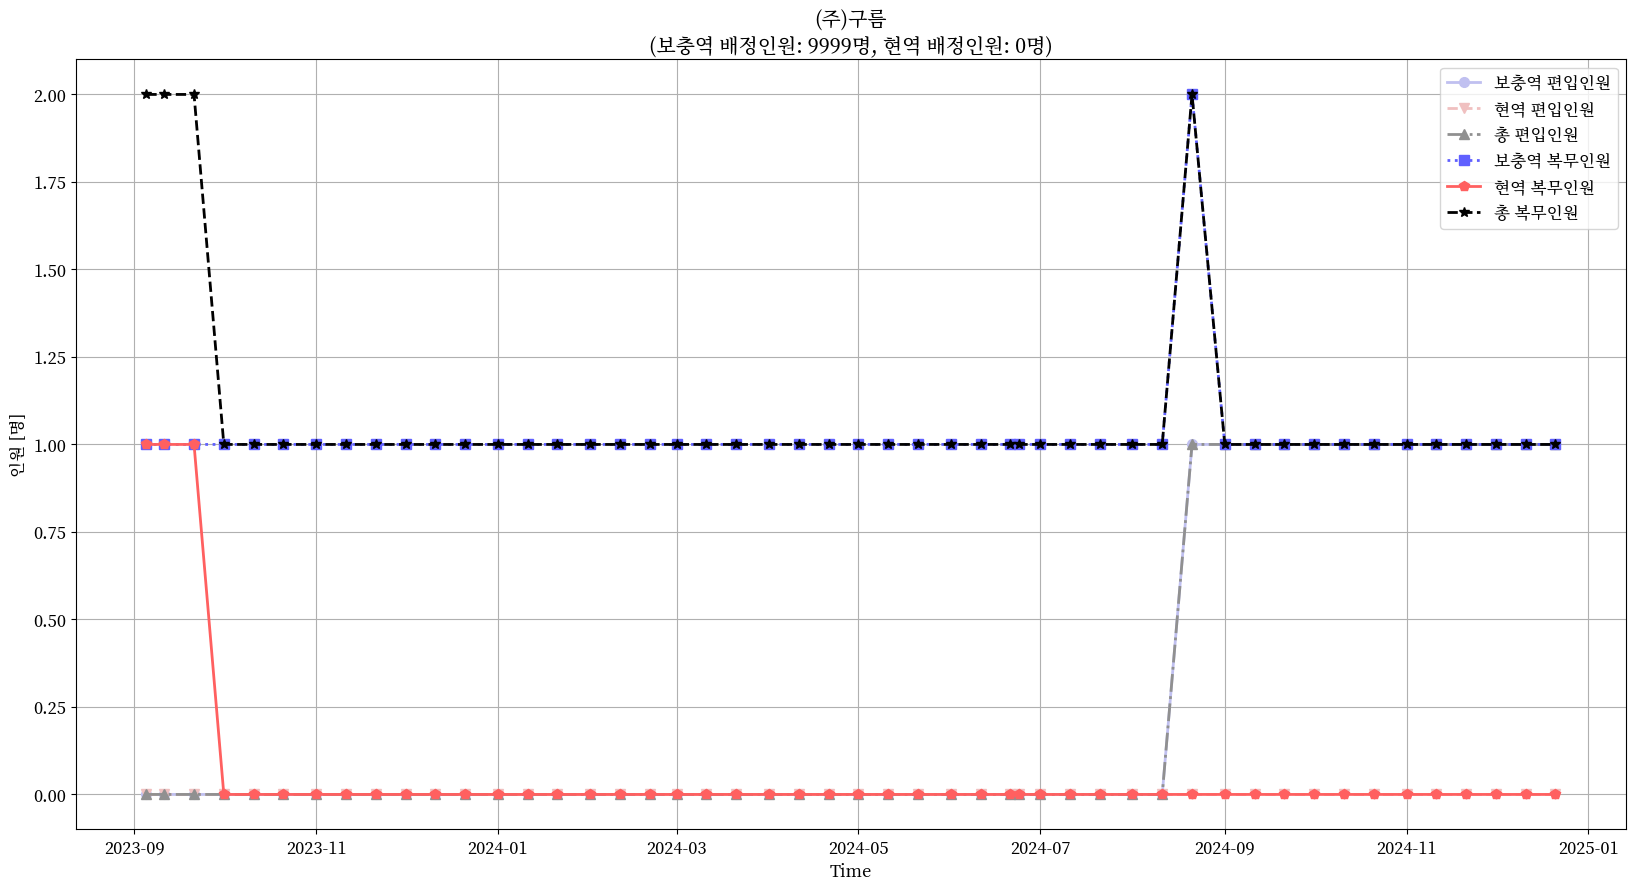 (주)구름
(보충역 배정인원: 9999명, 현역 배정인원: 0명)
보충역 편입인원
현역 편입인원
총 편입인원
보충역 복무인원
현역 복무인원
총 복무인원
인원 [명]
2.00
1.75
1.50
1.25
1.00
0.75
0.50
0.25
0.00
2023-09 2023-11 2024-01 2024-03 2024-05 2024-07 2024-09 2024-11 2025-01
Time